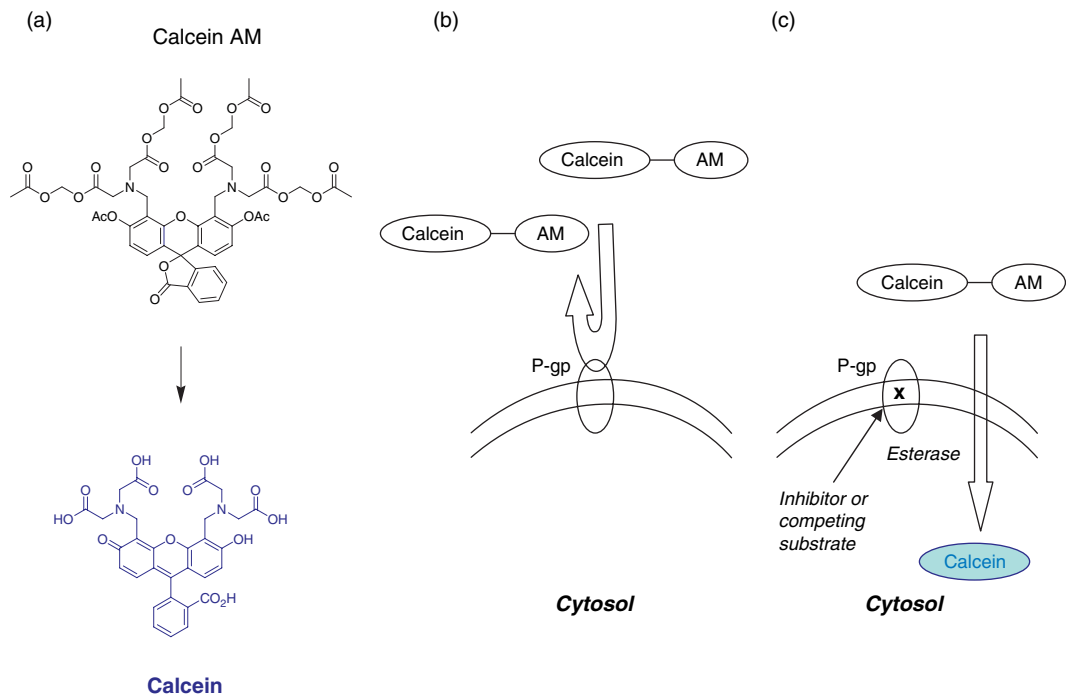 (a)
Calcein AM
O
O
O
O
O
O
O
O
O
O
N
N
O
O
O
O
O
O
O
O
AcO
O
OAc
O
O
Calcein
OH
O
OH
O
O
HO
N
N
O
OH
O
O
OH
CO2H
Calcein
(b)
Calcein
AM
Calcein
AM
P-gp
Cytosol
(c)
Calcein
AM
P-gp
x
Esterase
Inhibitor or
competing
substrate
Calcein
Cytosol